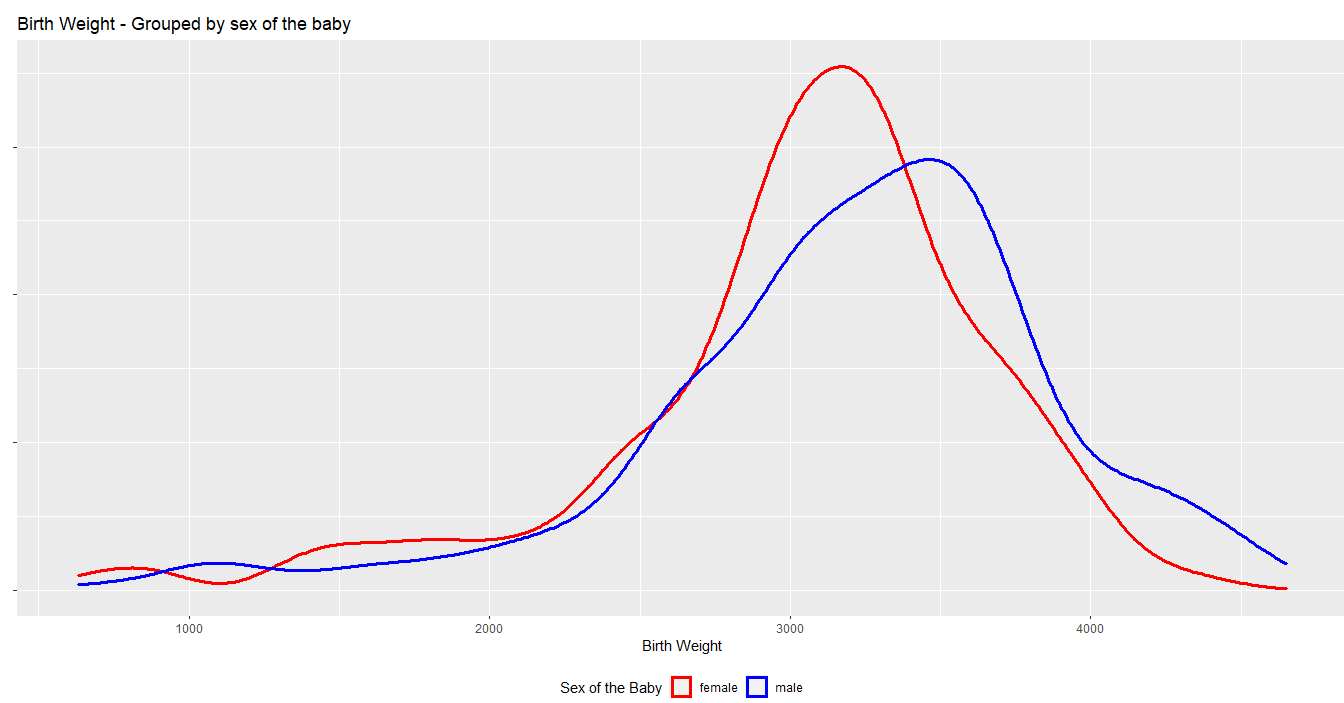 Birth Weight - Grouped by sex of the baby
1000 2000 3000 4000
Birth Weight
Sex of the Baby female male